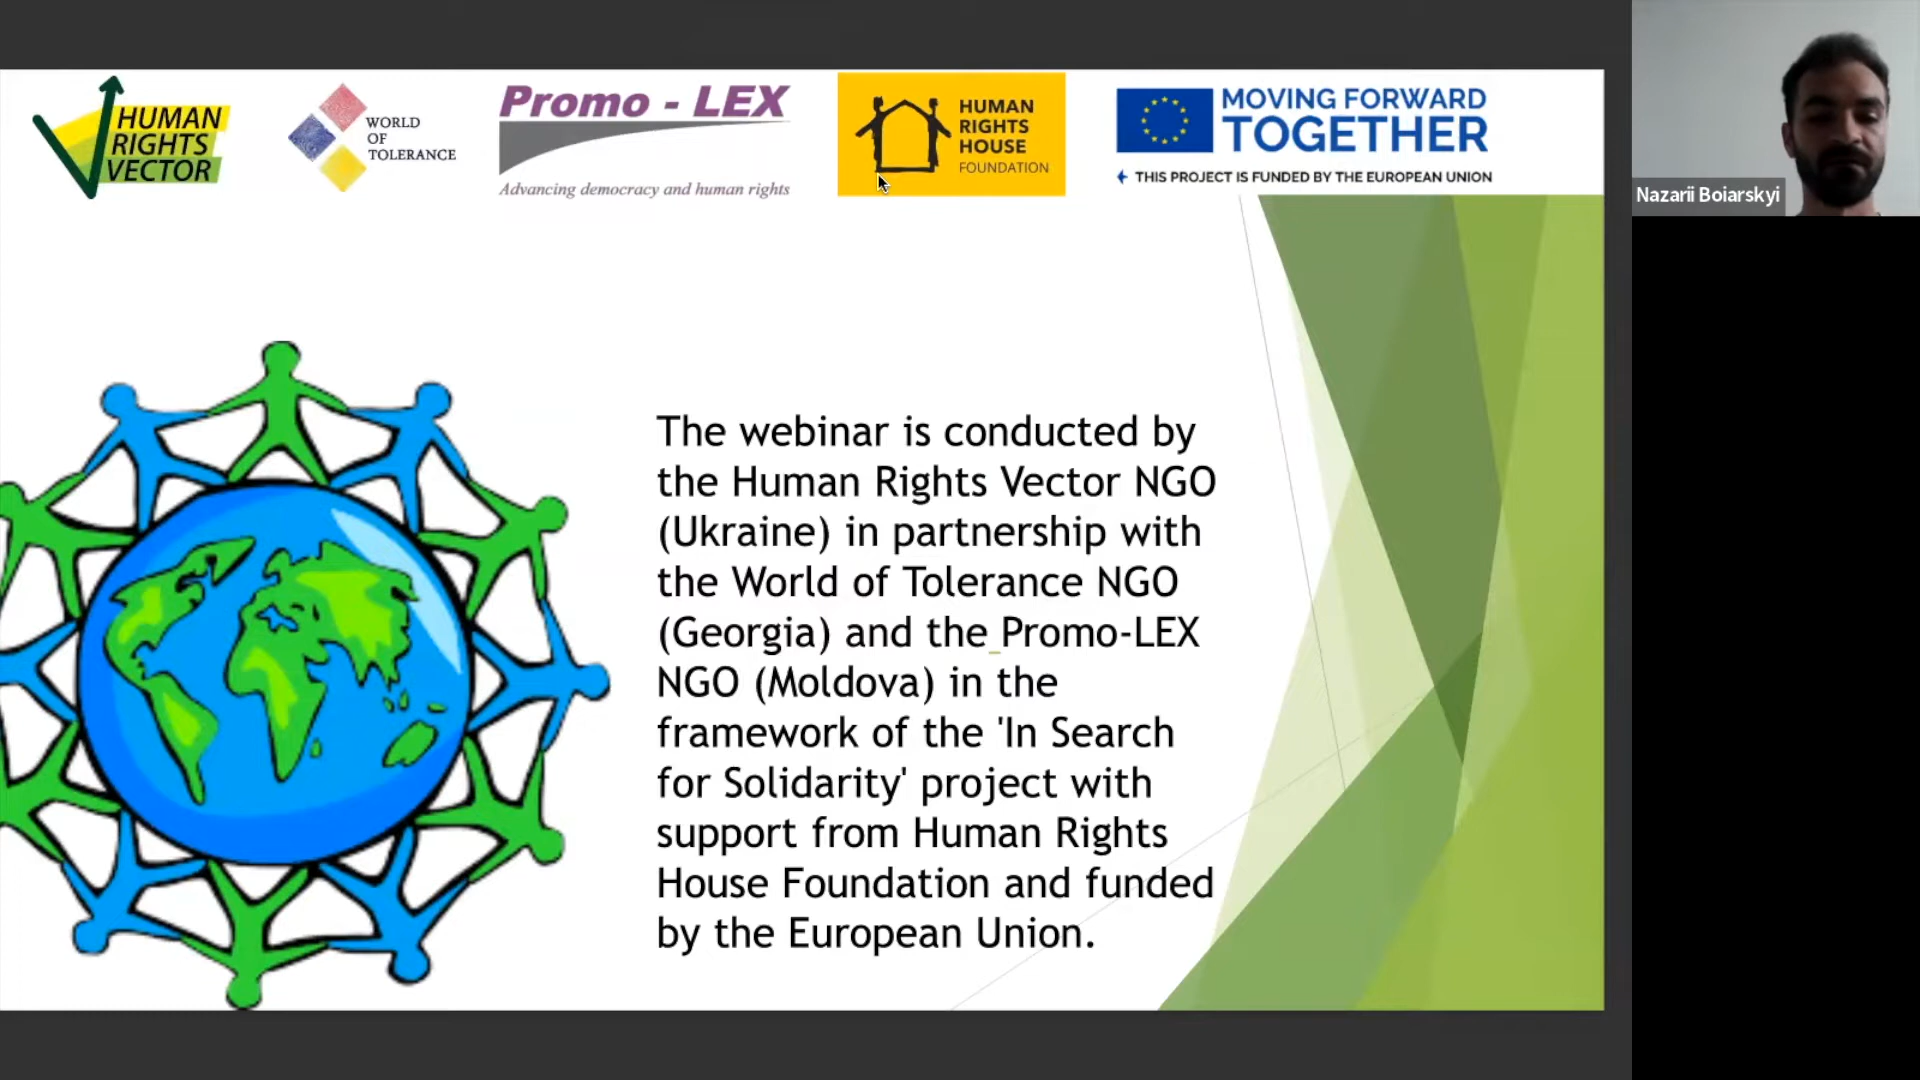 HUMAN
RIGHTS
VECTOR
WORLD
OF
TOLERANCE
Promo - LEX
Advancing democracy and human rights
HUMAN
RIGHTS
HOUSE
FOUNDATION
MOVING FORWARD
TOGETHER
THIS PROJECT IS FUNDED BY THE EUROPEAN UNION
Nazarii Boiarskyi
The webinar is conducted by
the Human Rights Vector NGO
(Ukraine) in partnership with
the World of Tolerance NGO
(Georgia) and the Promo-LEX
NGO (Moldova) in the
framework of the 'In Search
for Solidarity' project with
support from Human Rights
House Foundation and funded
by the European Union.